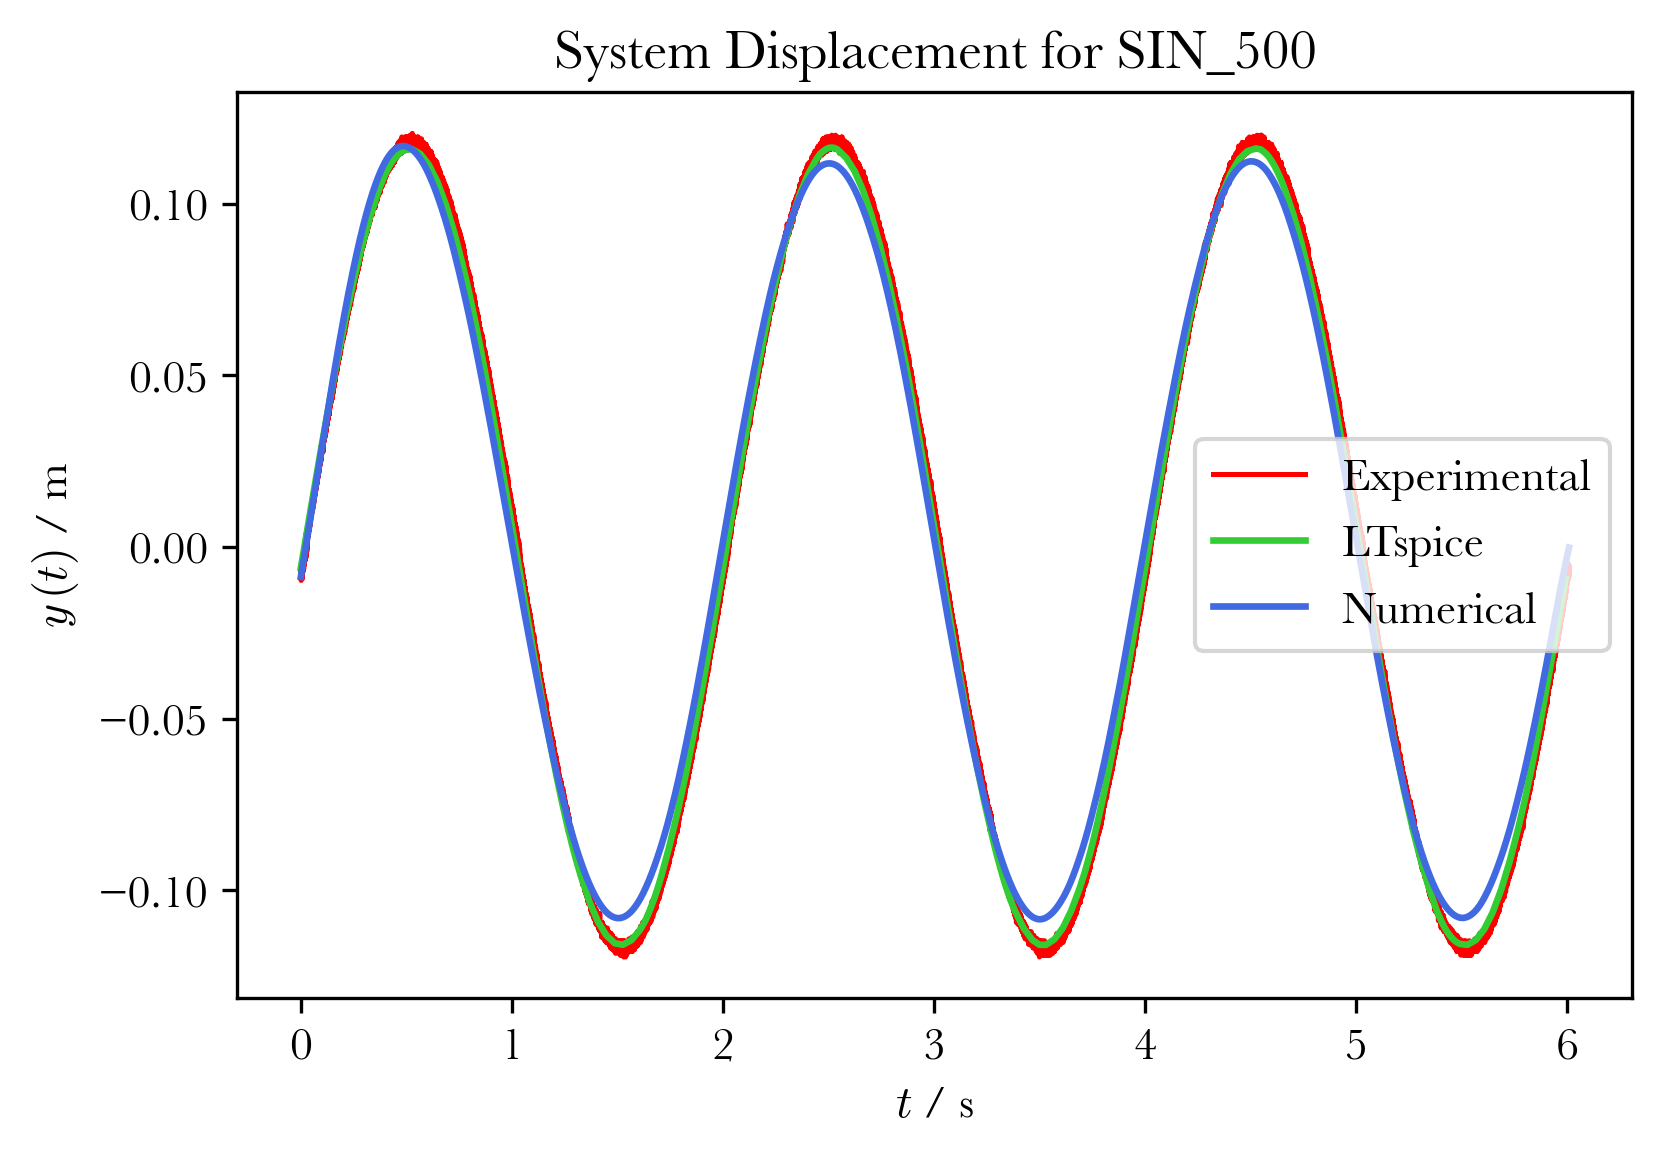 System Displacement for SIN_500
y(t) / m
0.10
0.05
0.00
−0.05
−0.10
Experimental
LTspice
Numerical
0 1 2 3 4 5 6
t / s